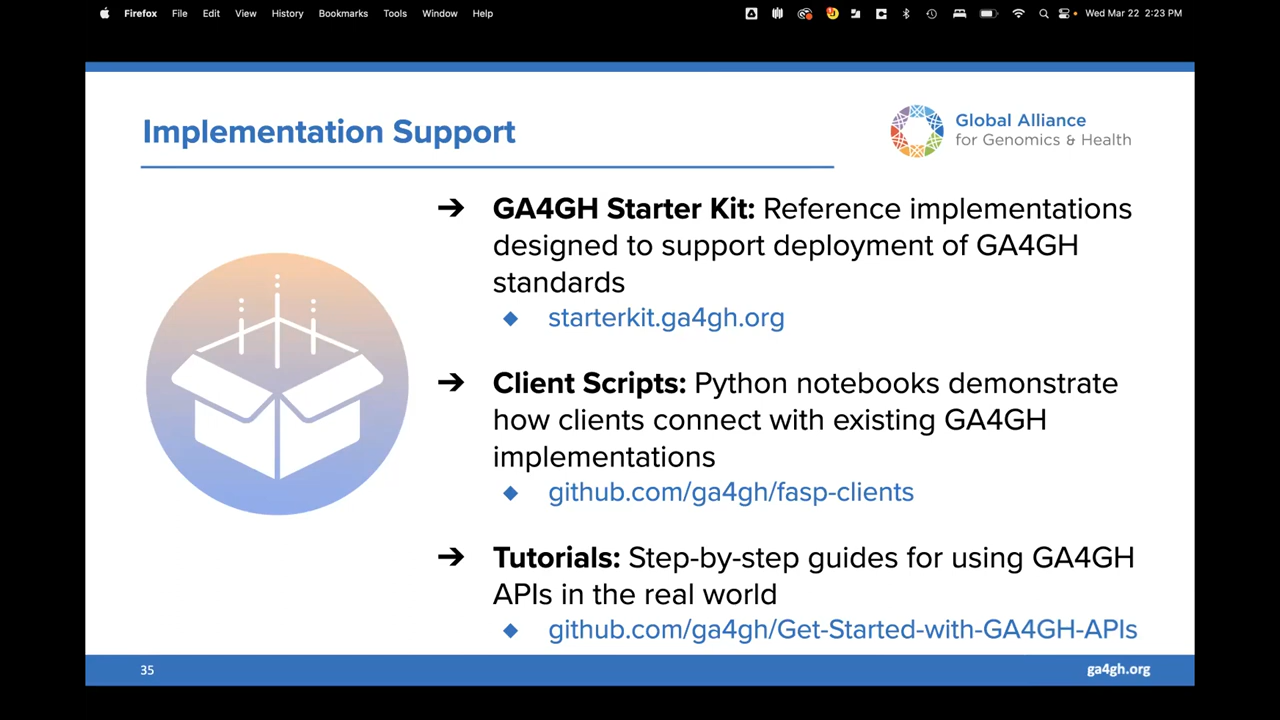 Firefox File Edit View History Bookmarks Tools Window Help Wed Mar 22 2:23 PM
Implementation Support
Global Alliance
for Genomics & Health
➔ GA4GH Starter Kit: Reference implementations
designed to support deployment of GA4GH
standards
◆ starterkit.ga4gh.org
➔ Client Scripts: Python notebooks demonstrate
how clients connect with existing GA4GH
implementations
◆ github.com/ga4gh/fasp-clients
➔ Tutorials: Step-by-step guides for using GA4GH
APIs in the real world
◆ github.com/ga4gh/Get-Started-with-GA4GH-APIs
35
ga4gh.org